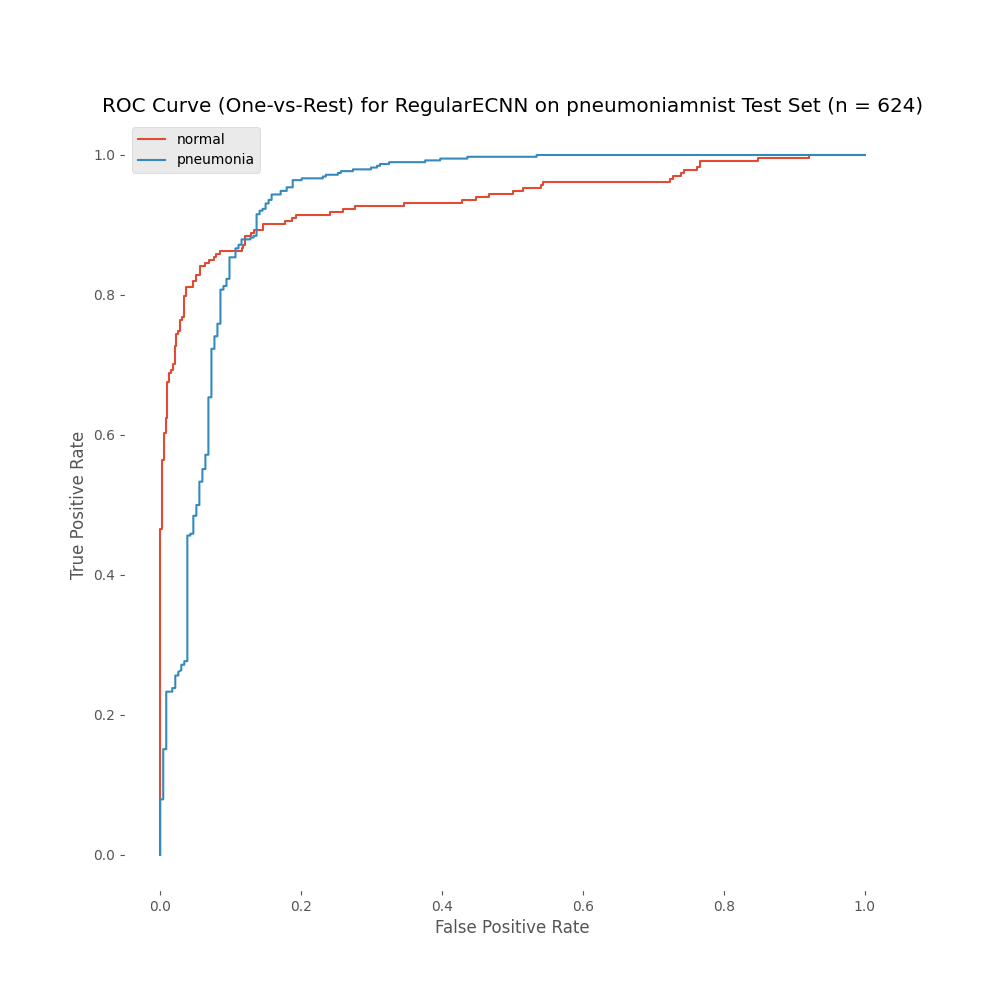 ROC Curve (One-vs-Rest) for RegularECNN on pneumoniamnist Test Set (n = 624)
normal
pneumonia
1.0
0.8
0.6
0.4
0.2
0.0
True Positive Rate
0.0 0.2 0.4 0.6 0.8 1.0
False Positive Rate